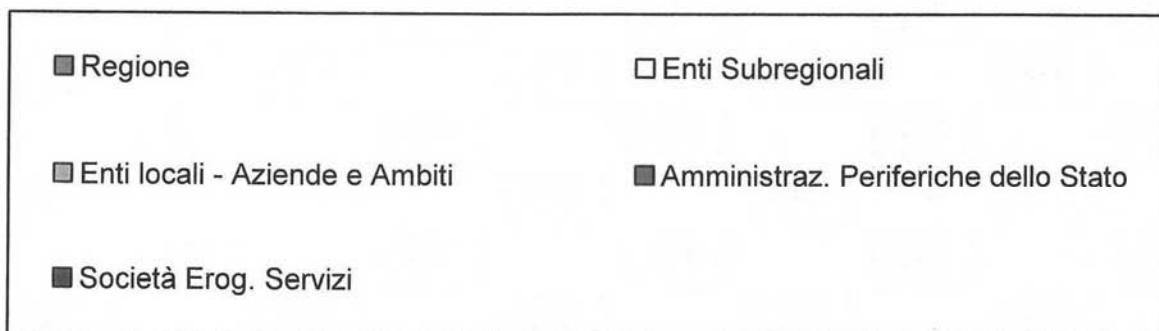 Regione
Enti Subregionali
Enti locali - Aziende e Ambiti
Amministraz. Periferiche dello Stato
Società Erog. Servizi